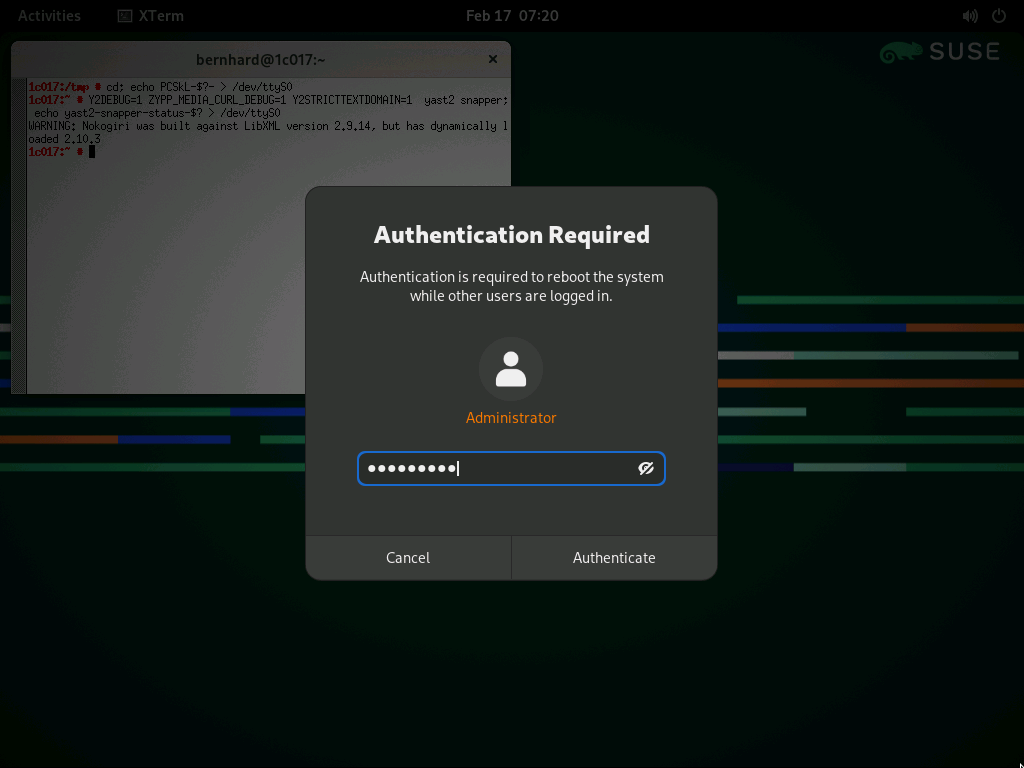 Activities XTerm Feb 17 07:20
SUSE
bernhard@1c017:~ ×
1c017:/tmp # cd; echo PCSkL-$?- > /dev/ttyS0
1c017:~ # Y2DEBUG=1 ZYPP_MEDIA_CURL_DEBUG=1 Y2STRICTTEXTDOMAIN=1  yast2 snapper;
 echo yast2-snapper-status-$? > /dev/ttyS0
WARNING: Nokogiri was built against LibXML version 2.9.14, but has dynamically l
oaded 2.10.3
1c017:~ #
Authentication Required
Authentication is required to reboot the system
while other users are logged in.
Administrator
●●●●●●●●●
Cancel Authenticate